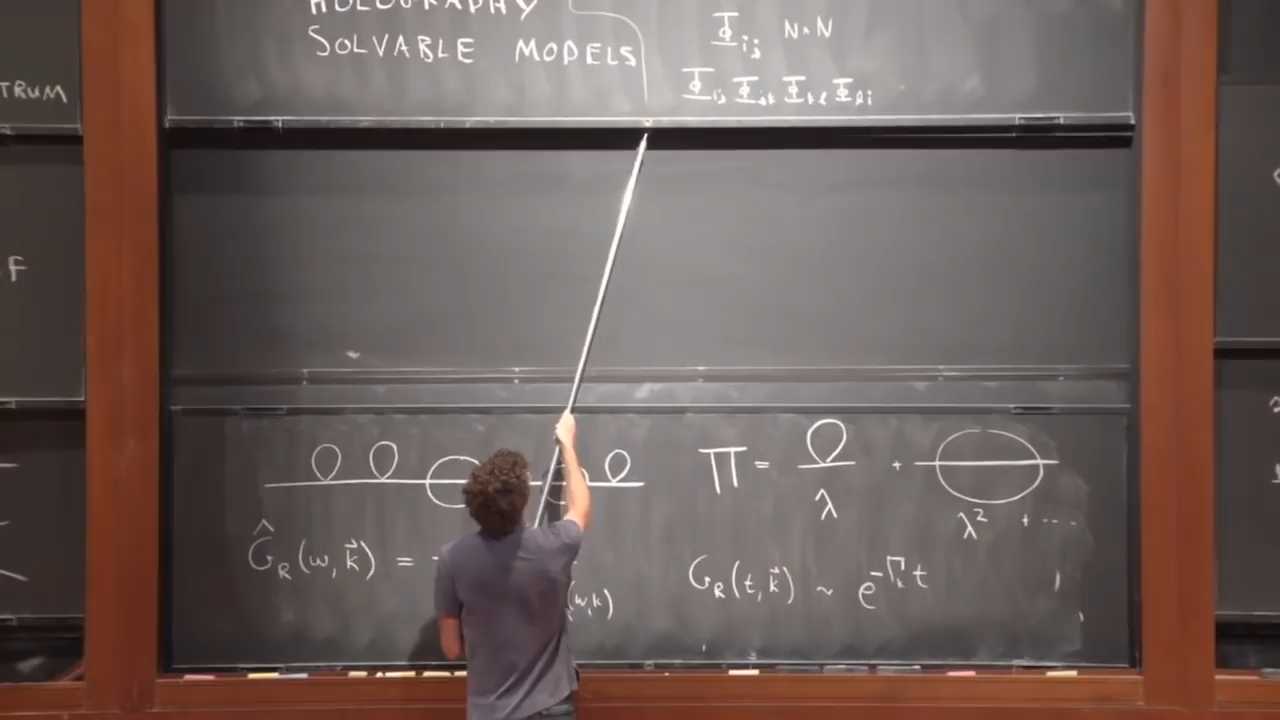 HOLOGRAPHY
SOLVABLE MODELS
Φ_ij N×N
Φ_ij Φ_jk Φ_kl Φ_li
TRUM
F
Π = λ + λ² + ...
Ĝ_R(ω, k⃗) =
(ω,k)
G_R(t, k⃗) ~ e^{-Γ_k t}